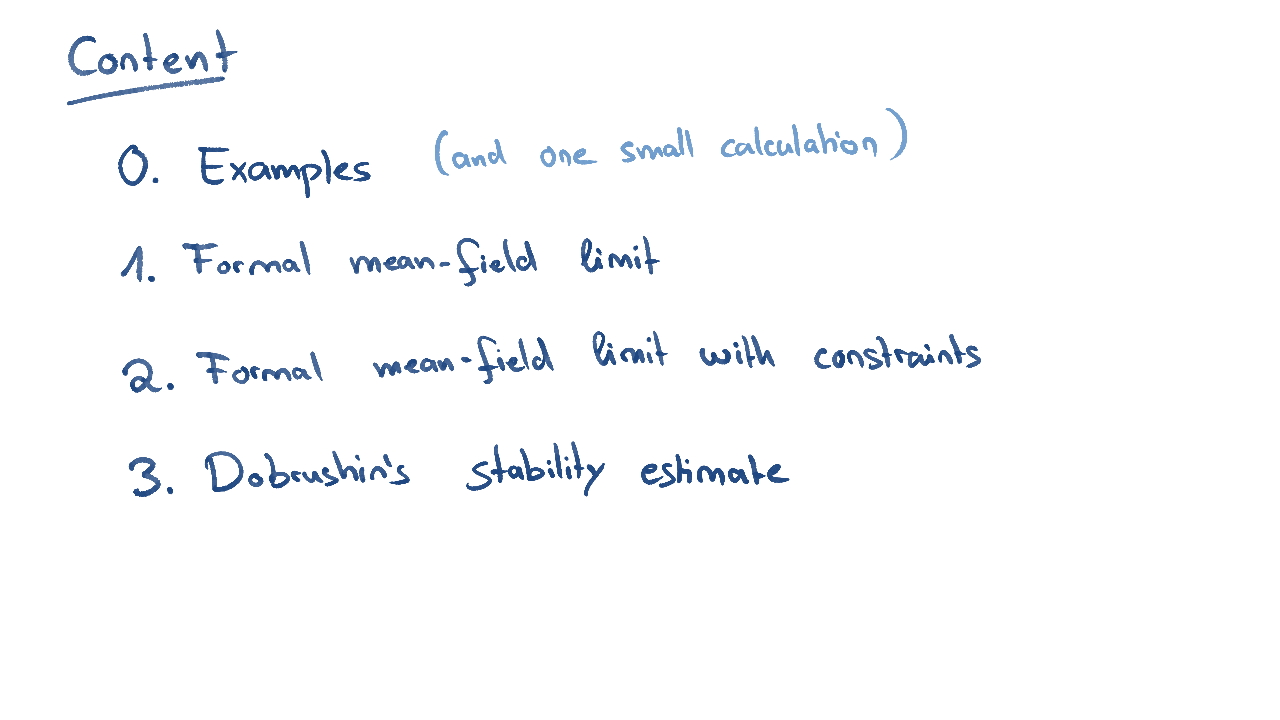 Content
0. Examples (and one small calculation)
1. Formal mean-field limit
2. Formal mean-field limit with constraints
3. Dobrushin's stability estimate